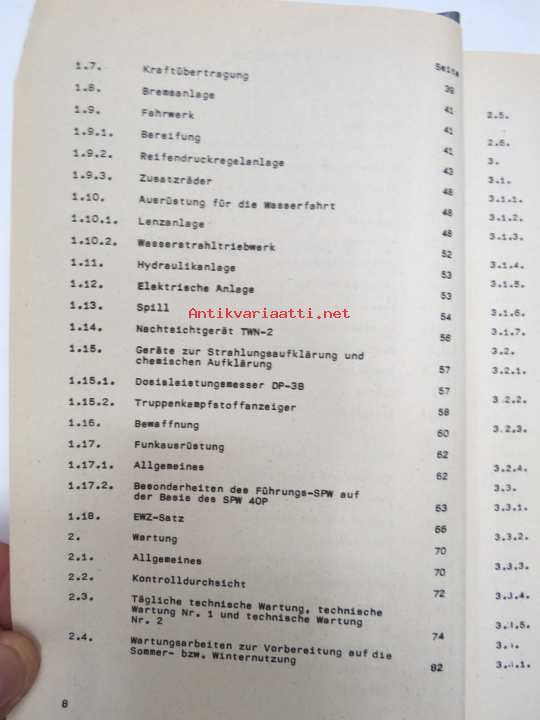 Seite
1.7. Kraftübertragung 39
1.8. Bremsanlage 41
1.9. Fahrwerk 41
1.9.1. Bereifung 41
1.9.2. Reifendruckregelanlage 43
1.9.3. Zusatzräder 48
1.10. Ausrüstung für die Wasserfahrt 48
1.10.1. Lenzanlage 48
1.10.2. Wasserstrahltriebwerk 52
1.11. Hydraulikanlage 53
1.12. Elektrische Anlage 53
1.13. Spill 54
Antikvariaatti.net
1.14. Nachtsichtgerät TWN-2 56
1.15. Geräte zur Strahlungsaufklärung und
chemischen Aufklärung 57
1.15.1. Dosisleistungsmesser DP-3B 57
1.15.2. Truppenkampfstoffanzeiger 58
1.16. Bewaffnung 60
1.17. Funkausrüstung 62
1.17.1. Allgemeines 62
1.17.2. Besonderheiten des Führungs-SPW auf
der Basis des SPW 40P 63
1.18. EWZ-Satz 66
2. Wartung 70
2.1. Allgemeines 70
2.2. Kontrolldurchsicht 72
2.3. Tägliche technische Wartung, technische
Wartung Nr. 1 und technische Wartung
Nr. 2 74
2.4. Wartungsarbeiten zur Vorbereitung auf die
Sommer- bzw. Winternutzung 82
8
2.5.
2.6.
3.
3.1.
3.1.1.
3.1.2.
3.1.3.
3.1.4.
3.1.5.
3.1.6.
3.1.7.
3.2.
3.2.1.
3.2.2.
3.2.3.
3.2.4.
3.3.
3.3.1.
3.3.2.
3.3.3.
3.3.4.